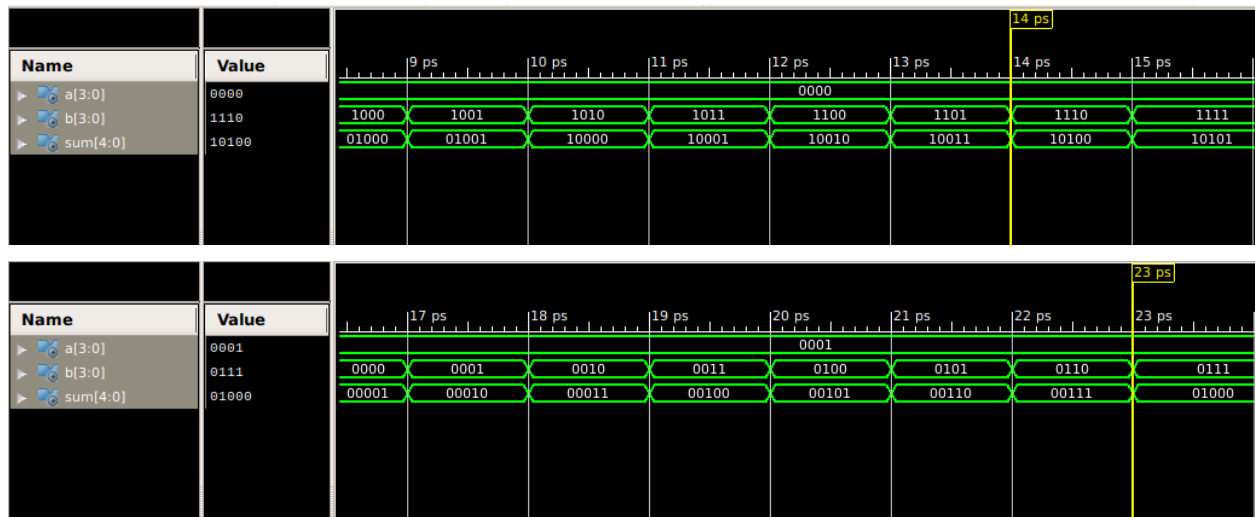 14 ps
Name Value
9 ps 10 ps 11 ps 12 ps 13 ps 14 ps 15 ps
a[3:0] 0000 0000
b[3:0] 1110 1000 1001 1010 1011 1100 1101 1110 1111
sum[4:0] 10100 01000 01001 10000 10001 10010 10011 10100 10101
23 ps
Name Value
17 ps 18 ps 19 ps 20 ps 21 ps 22 ps 23 ps
a[3:0] 0001 0001
b[3:0] 0111 0000 0001 0010 0011 0100 0101 0110 0111
sum[4:0] 01000 00001 00010 00011 00100 00101 00110 00111 01000